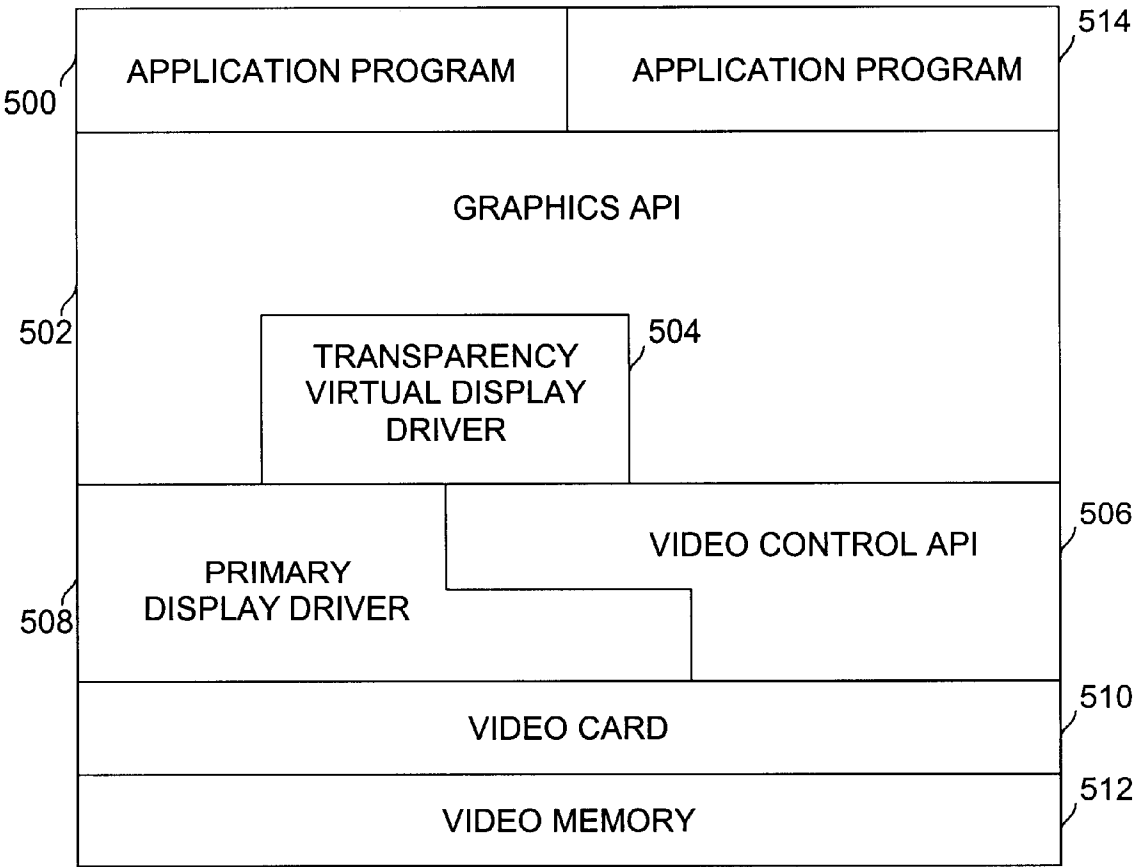 514
APPLICATION PROGRAM
APPLICATION PROGRAM
500
GRAPHICS API
502
504
TRANSPARENCY
VIRTUAL DISPLAY
DRIVER
506
VIDEO CONTROL API
PRIMARY
DISPLAY DRIVER
508
510
VIDEO CARD
512
VIDEO MEMORY